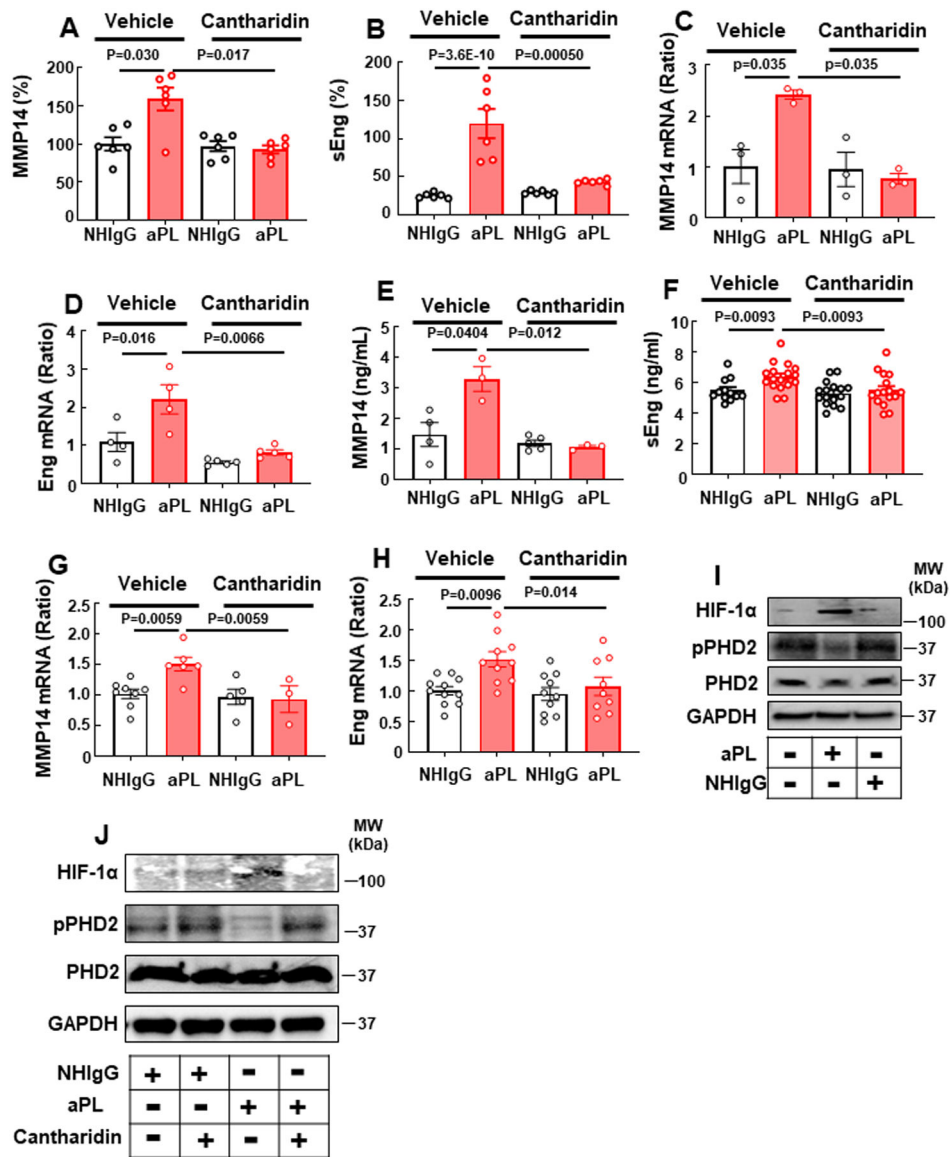 A
Vehicle Cantharidin
P=0.030 P=0.017
MMP14 (%)
200
150
100
50
0
NHIgG aPL NHIgG aPL
B
Vehicle Cantharidin
P=3.6E-10 P=0.00050
sEng (%)
200
150
100
50
0
NHIgG aPL NHIgG aPL
C
Vehicle Cantharidin
p=0.035 p=0.035
MMP14 mRNA (Ratio)
3
2
1
0
NHIgG aPL NHIgG aPL
D
Vehicle Cantharidin
P=0.016 P=0.0066
Eng mRNA (Ratio)
4
3
2
1
0
NHIgG aPL NHIgG aPL
E
Vehicle Cantharidin
P=0.0404 P=0.012
MMP14 (ng/mL)
5
4
3
2
1
0
NHIgG aPL NHIgG aPL
F
Vehicle Cantharidin
P=0.0093 P=0.0093
sEng (ng/ml)
10
8
6
4
2
0
NHIgG aPL NHIgG aPL
G
Vehicle Cantharidin
P=0.0059 P=0.0059
MMP14 mRNA (Ratio)
2.5
2.0
1.5
1.0
0.5
0.0
NHIgG aPL NHIgG aPL
H
Vehicle Cantharidin
P=0.0096 P=0.014
Eng mRNA (Ratio)
2.5
2.0
1.5
1.0
0.5
0.0
NHIgG aPL NHIgG aPL
I
MW
(kDa)
HIF-1α
100
pPHD2 37
PHD2 37
GAPDH 37
aPL - + -
NHIgG - - +
J
MW
(kDa)
HIF-1α 100
pPHD2 37
PHD2 37
GAPDH 37
NHIgG + + - -
aPL - - + +
Cantharidin - + - +